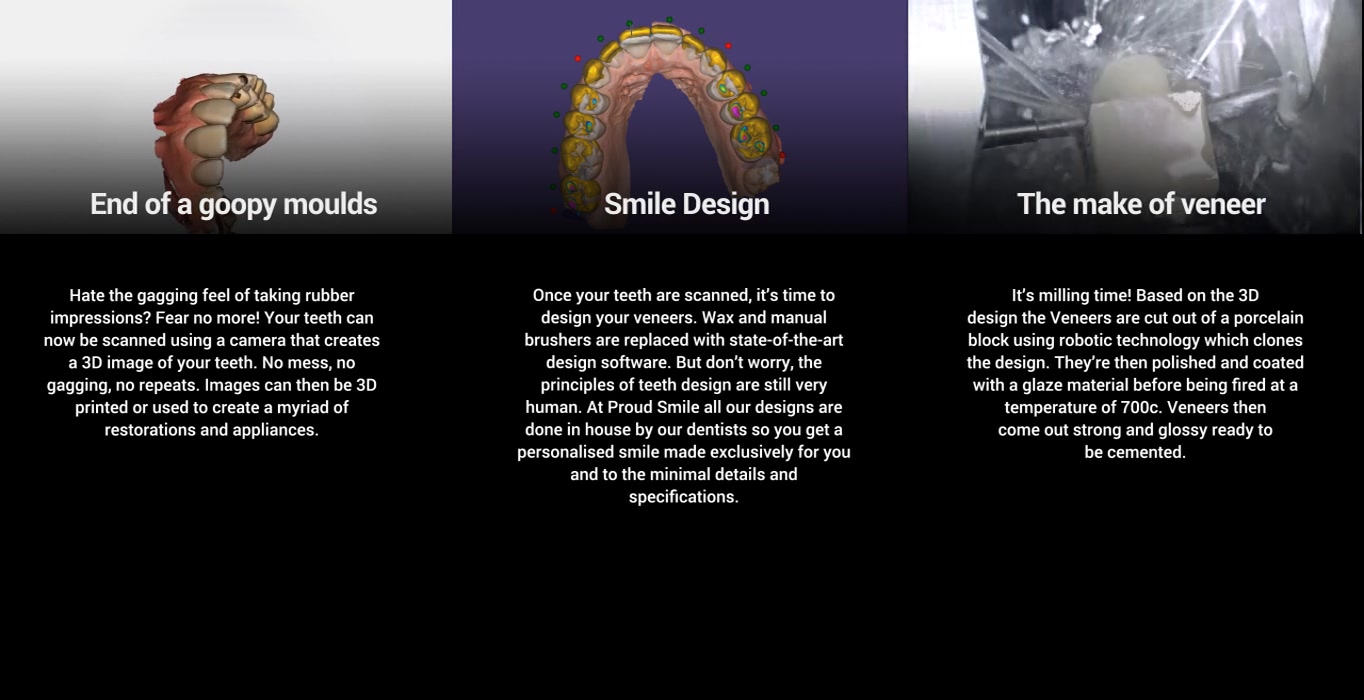 End of a goopy moulds
Hate the gagging feel of taking rubber
impressions? Fear no more! Your teeth can
now be scanned using a camera that creates
a 3D image of your teeth. No mess, no
gagging, no repeats. Images can then be 3D
printed or used to create a myriad of
restorations and appliances.
Smile Design
Once your teeth are scanned, it’s time to
design your veneers. Wax and manual
brushers are replaced with state-of-the-art
design software. But don’t worry, the
principles of teeth design are still very
human. At Proud Smile all our designs are
done in house by our dentists so you get a
personalised smile made exclusively for you
and to the minimal details and
specifications.
The make of veneer
It’s milling time! Based on the 3D
design the Veneers are cut out of a porcelain
block using robotic technology which clones
the design. They’re then polished and coated
with a glaze material before being fired at a
temperature of 700c. Veneers then
come out strong and glossy ready to
be cemented.